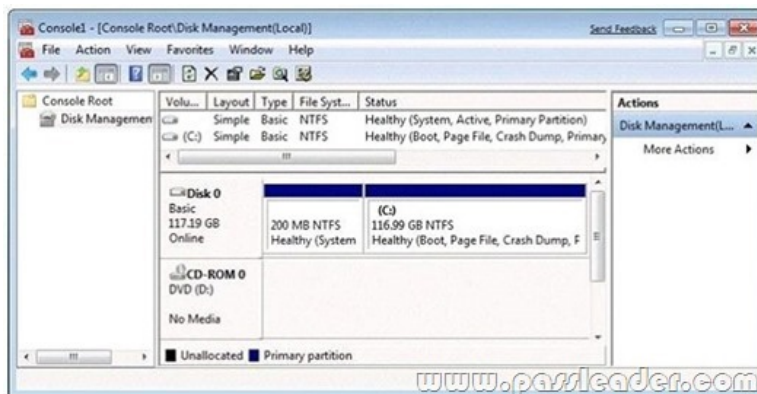 Console1 - [Console Root\Disk Management(Local)]
Send Feedback
File Action View Favorites Window Help
Console Root
Disk Managemen
Volu... Layout Type File Syst... Status
Simple Basic NTFS Healthy (System, Active, Primary Partition)
(C:) Simple Basic NTFS Healthy (Boot, Page File, Crash Dump, Primary
Actions
Disk Management(L...
More Actions
Disk 0
Basic
117.19 GB
Online
200 MB NTFS
Healthy (System
(C:)
116.99 GB NTFS
Healthy (Boot, Page File, Crash Dump, F
CD-ROM 0
DVD (D:)
No Media
Unallocated Primary partition
www.passleader.com